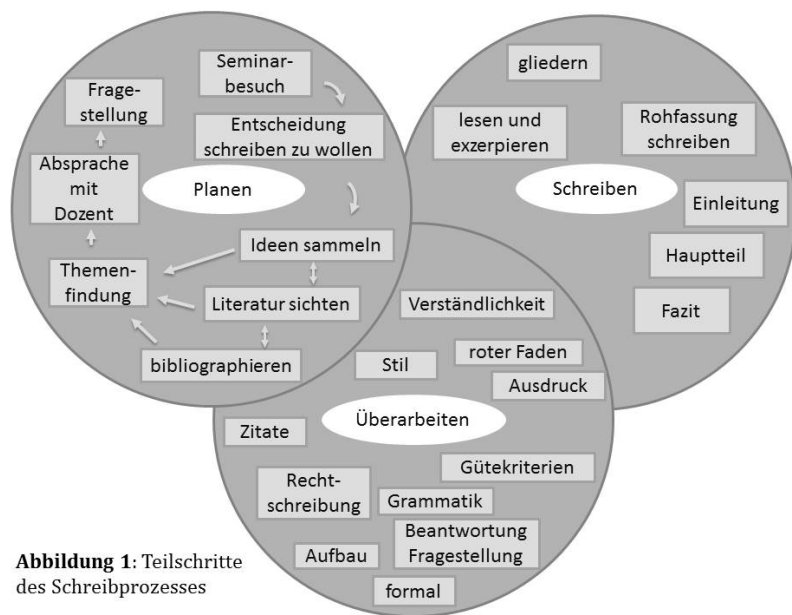 Seminar-
besuch
Entscheidung
schreiben zu wollen
Frage-
stellung
Absprache
mit
Dozent
Planen
Ideen sammeln
Themen-
findung
Literatur sichten
bibliographieren
gliedern
lesen und
exzerpieren
Rohfassung
schreiben
Schreiben
Einleitung
Hauptteil
Fazit
Verständlichkeit
roter Faden
Stil
Ausdruck
Überarbeiten
Zitate
Gütekriterien
Recht-
schreibung
Grammatik
Beantwortung
Fragestellung
Aufbau
formal
Abbildung 1: Teilschritte
des Schreibprozesses